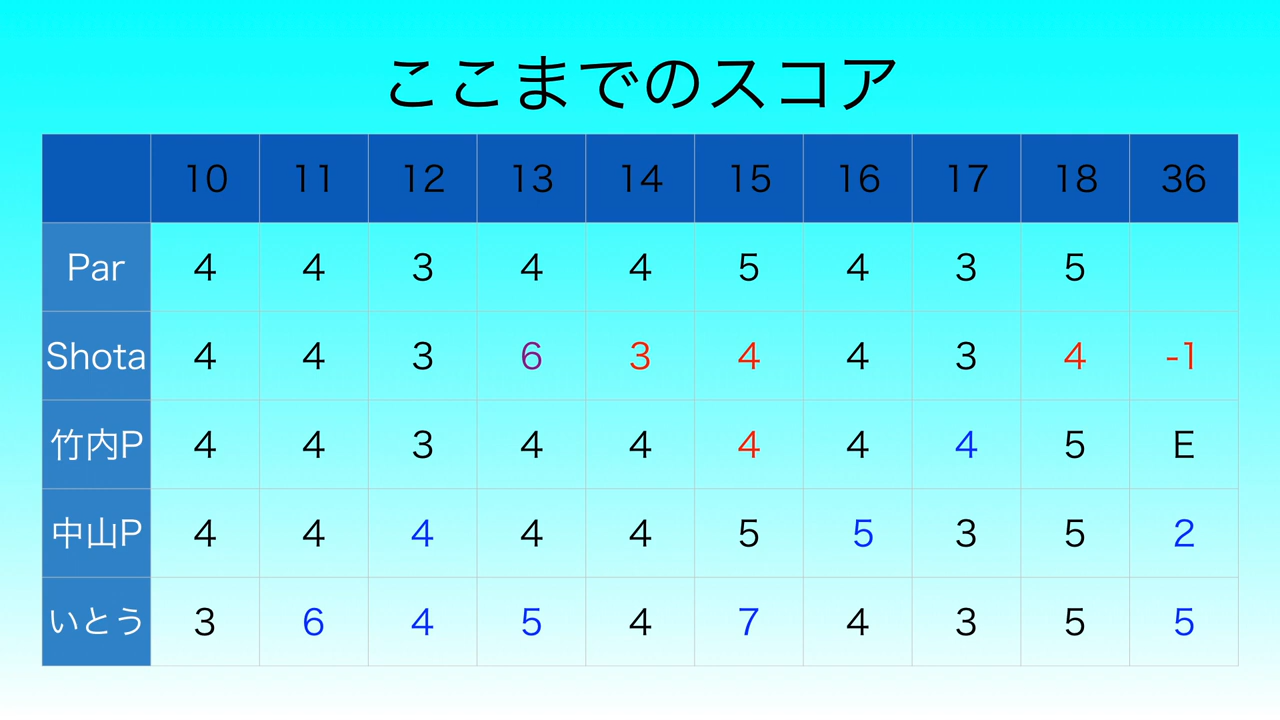 ここまでのスコア
10 11 12 13 14 15 16 17 18 36
Par 4 4 3 4 4 5 4 3 5
Shota 4 4 3 6 3 4 4 3 4 -1
竹内P 4 4 3 4 4 4 4 4 5 E
中山P 4 4 4 4 4 5 5 3 5 2
いとう 3 6 4 5 4 7 4 3 5 5